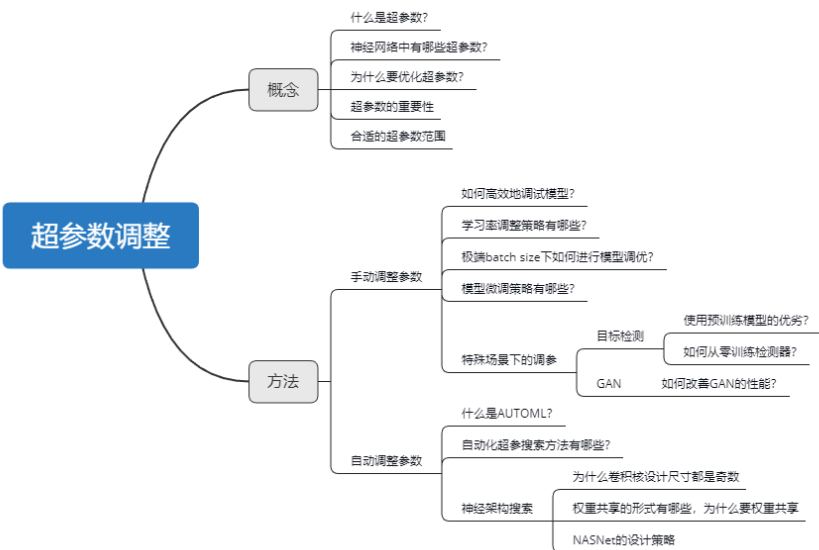 超参数调整
概念
什么是超参数？
神经网络中有哪些超参数？
为什么要优化超参数？
超参数的重要性
合适的超参数范围
方法
手动调整参数
如何高效地调试模型？
学习率调整策略有哪些？
极端batch size下如何进行模型调优？
模型微调策略有哪些？
特殊场景下的调参
目标检测
使用预训练模型的优劣？
如何从零训练检测器？
GAN
如何改善GAN的性能？
自动调整参数
什么是AUTOML？
自动化超参搜索方法有哪些？
神经架构搜索
为什么卷积核设计尺寸都是奇数
权重共享的形式有哪些，为什么要权重共享
NASNet的设计策略